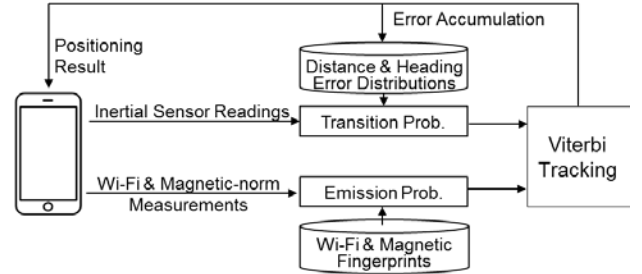 Error Accumulation
Positioning
Result
Distance & Heading
Error Distributions
Inertial Sensor Readings
Transition Prob.
Viterbi
Tracking
Wi-Fi & Magnetic-norm
Measurements
Emission Prob.
Wi-Fi & Magnetic
Fingerprints